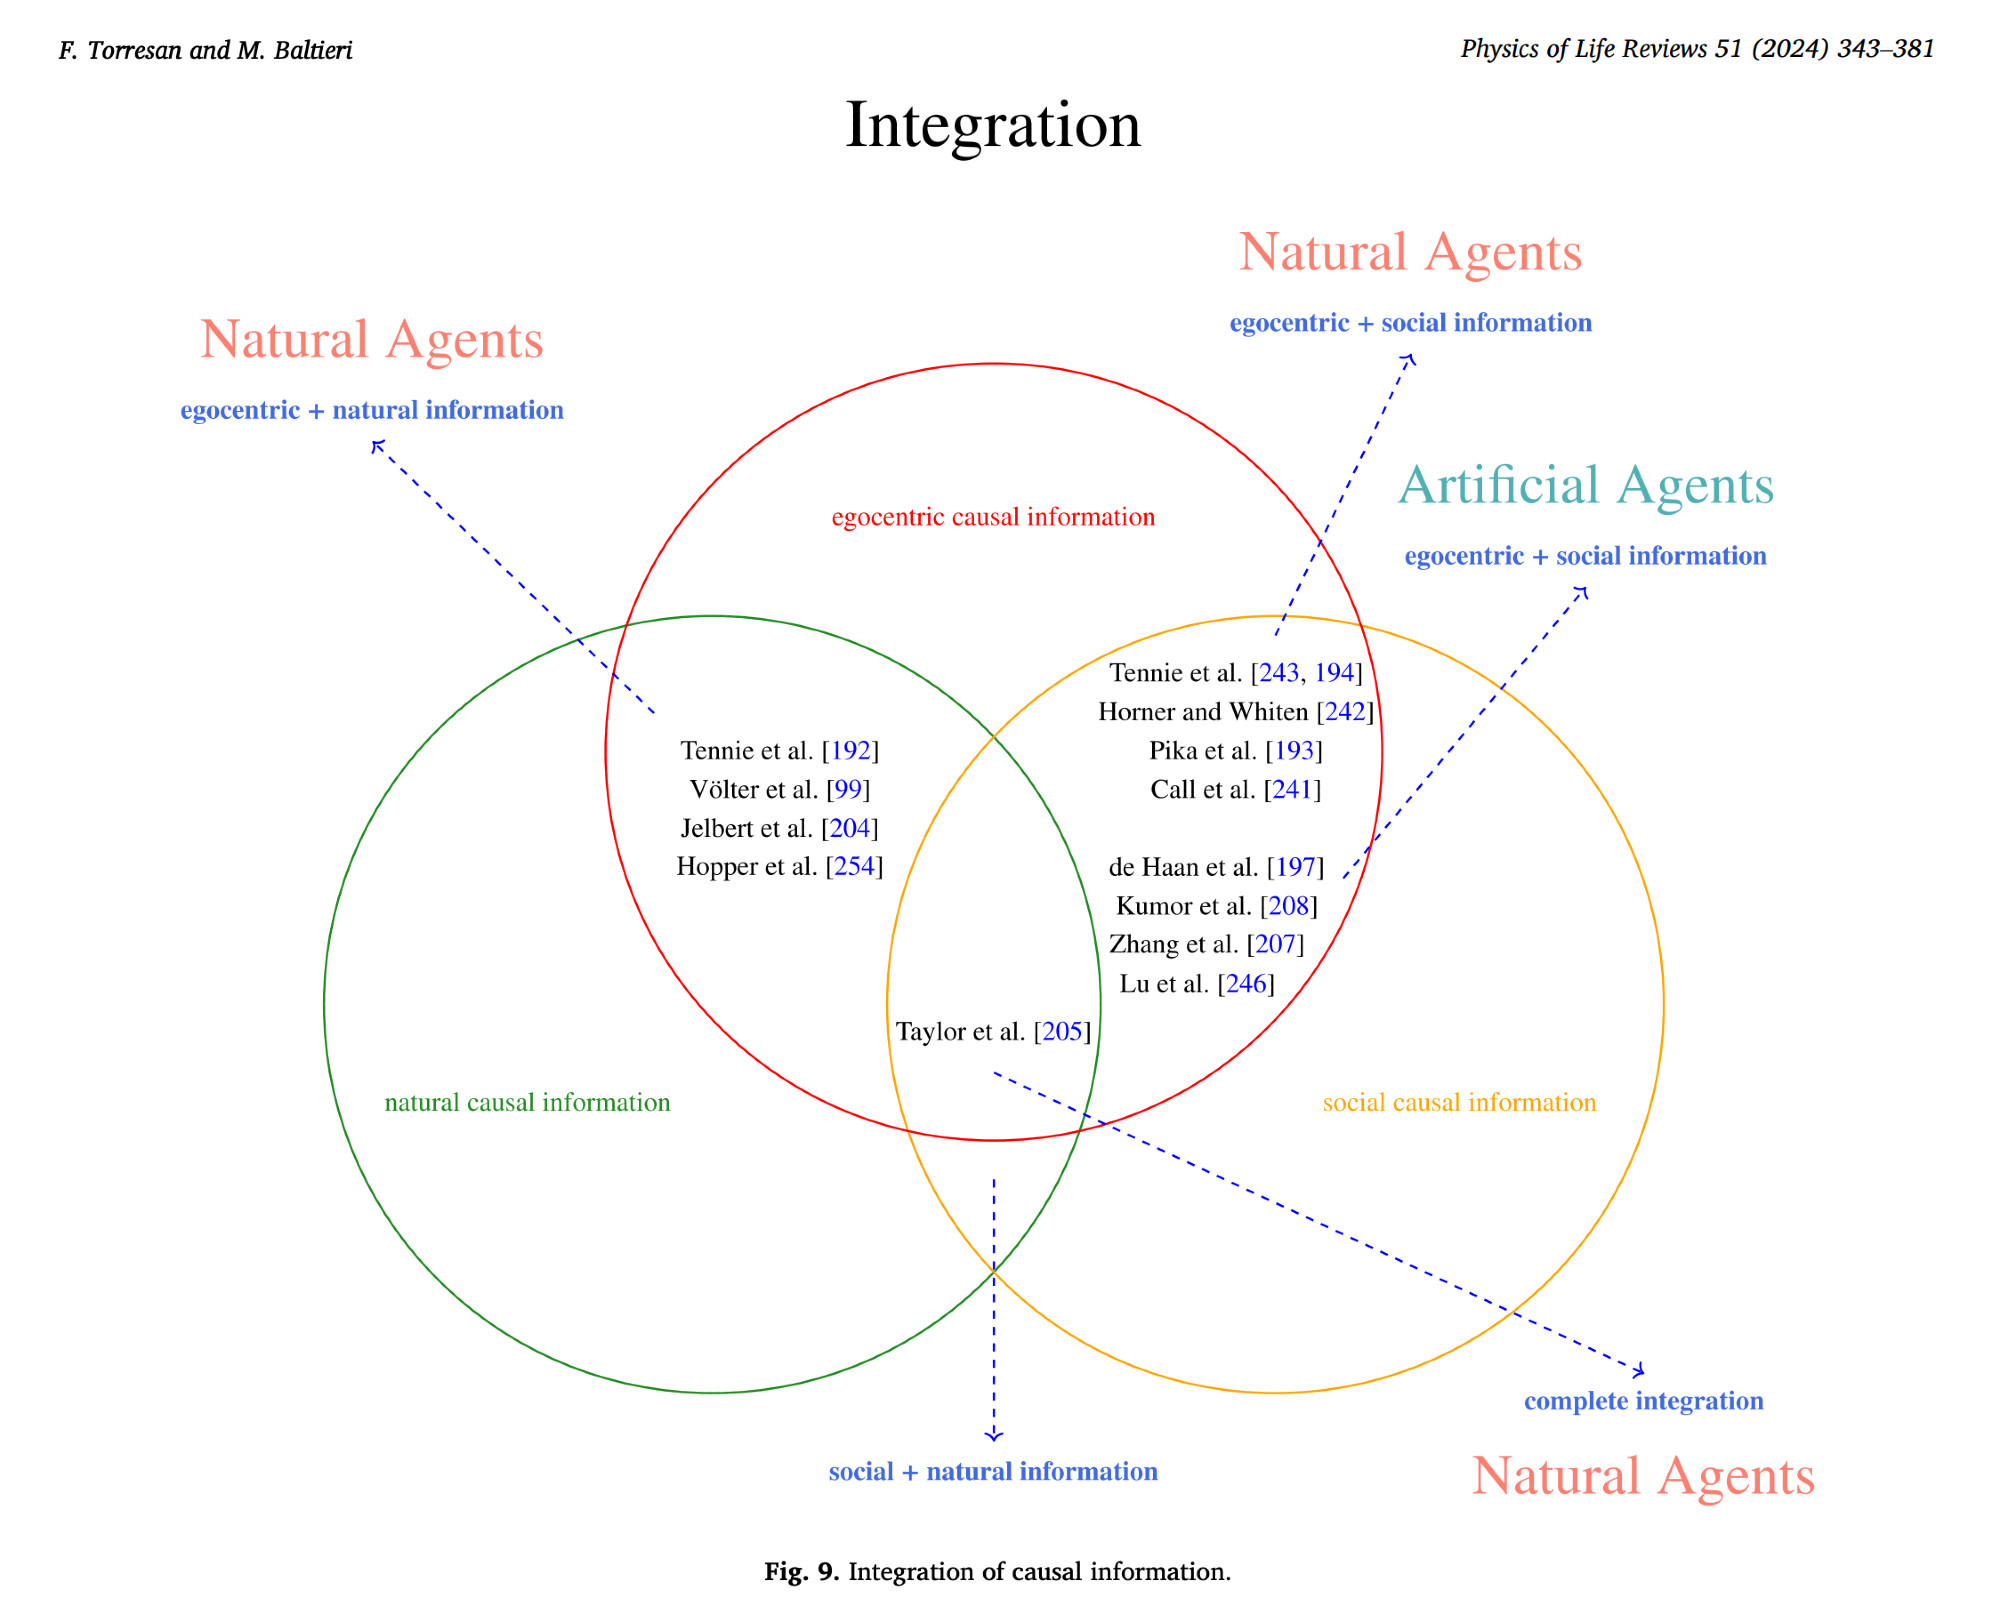 F. Torresan and M. Baltieri
Physics of Life Reviews 51 (2024) 343–381
Integration
Natural Agents
egocentric + social information
Natural Agents
egocentric + natural information
Artificial Agents
egocentric + social information
egocentric causal information
Tennie et al. [243, 194]
Horner and Whiten [242]
Pika et al. [193]
Call et al. [241]
Tennie et al. [192]
Völter et al. [99]
Jelbert et al. [204]
Hopper et al. [254]
de Haan et al. [197]
Kumor et al. [208]
Zhang et al. [207]
Lu et al. [246]
Taylor et al. [205]
natural causal information
social causal information
complete integration
Natural Agents
social + natural information
Fig. 9. Integration of causal information.